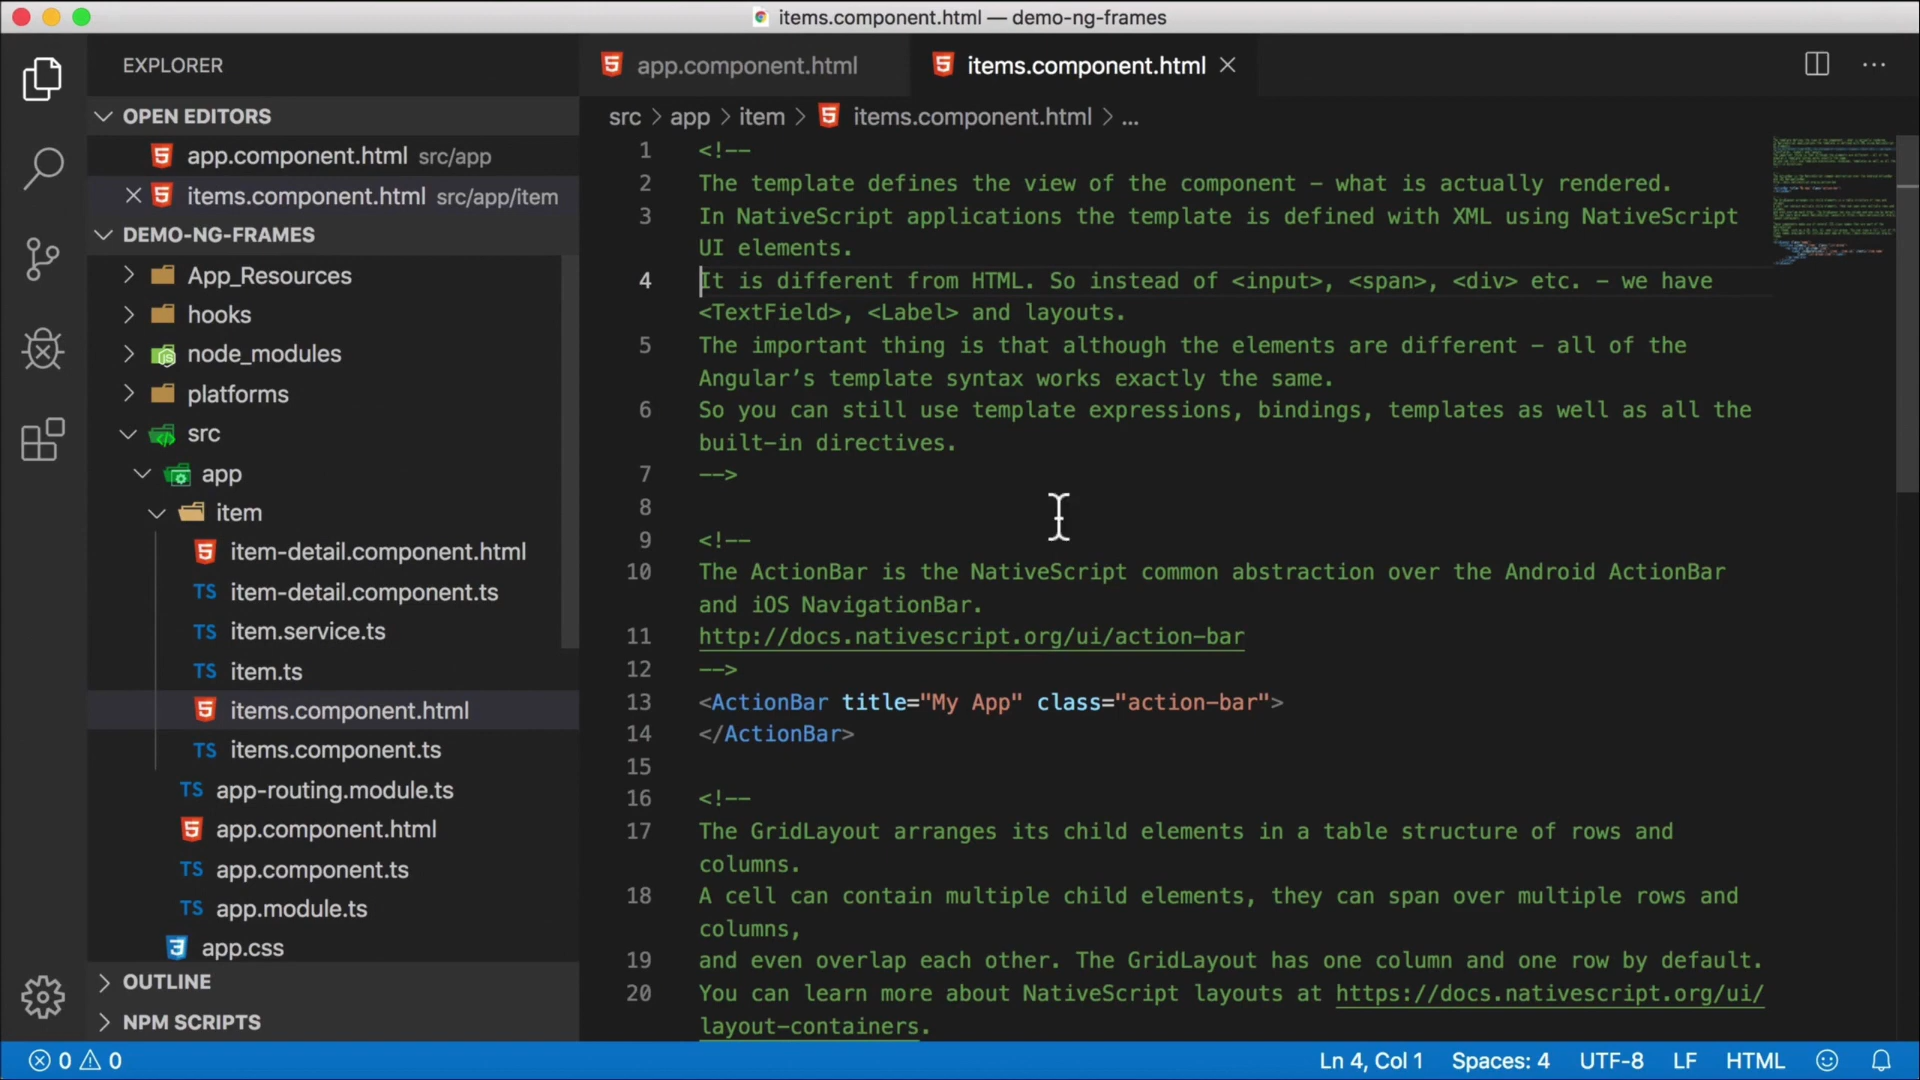 items.component.html — demo-ng-frames
EXPLORER
OPEN EDITORS
app.component.html src/app
items.component.html src/app/item
DEMO-NG-FRAMES
App_Resources
hooks
node_modules
platforms
src
app
item
item-detail.component.html
TS item-detail.component.ts
TS item.service.ts
TS item.ts
items.component.html
TS items.component.ts
TS app-routing.module.ts
app.component.html
TS app.component.ts
TS app.module.ts
app.css
OUTLINE
NPM SCRIPTS
app.component.html items.component.html
src > app > item > items.component.html > ...
1 <!--
2 The template defines the view of the component - what is actually rendered.
3 In NativeScript applications the template is defined with XML using NativeScript
UI elements.
4 It is different from HTML. So instead of <input>, <span>, <div> etc. - we have
<TextField>, <Label> and layouts.
5 The important thing is that although the elements are different - all of the
Angular’s template syntax works exactly the same.
6 So you can still use template expressions, bindings, templates as well as all the
built-in directives.
7 -->
8
9 <!--
10 The ActionBar is the NativeScript common abstraction over the Android ActionBar
and iOS NavigationBar.
11 http://docs.nativescript.org/ui/action-bar
12 -->
13 <ActionBar title="My App" class="action-bar">
14 </ActionBar>
15
16 <!--
17 The GridLayout arranges its child elements in a table structure of rows and
columns.
18 A cell can contain multiple child elements, they can span over multiple rows and
columns,
19 and even overlap each other. The GridLayout has one column and one row by default.
20 You can learn more about NativeScript layouts at https://docs.nativescript.org/ui/
layout-containers.
0 0 Ln 4, Col 1 Spaces: 4 UTF-8 LF HTML